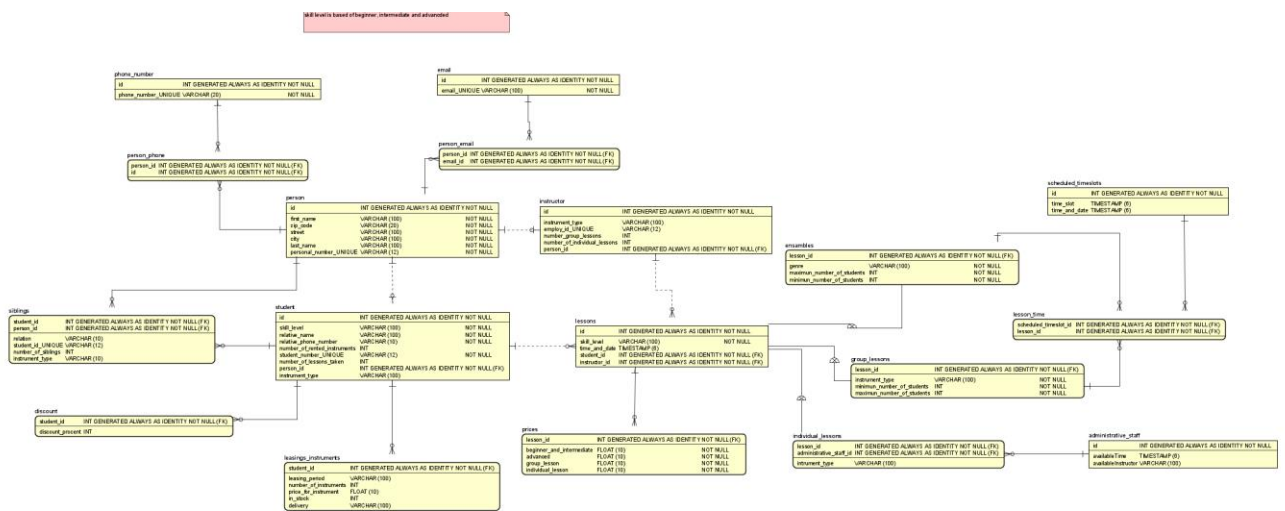 skill level is based of beginner, intermediate and advanoded
phone_number
id INT GENERATED ALWAYS AS IDENTITY NOT NULL
phone_number_UNIQUE VARCHAR (20) NOT NULL
email
id INT GENERATED ALWAYS AS IDENTITY NOT NULL
email_UNIQUE VARCHAR (100) NOT NULL
person_phone
person_id INT GENERATED ALWAYS AS IDENTITY NOT NULL (FK)
id INT GENERATED ALWAYS AS IDENTITY NOT NULL (FK)
person_email
person_id INT GENERATED ALWAYS AS IDENTITY NOT NULL (FK)
email_id INT GENERATED ALWAYS AS IDENTITY NOT NULL (FK)
person
id INT GENERATED ALWAYS AS IDENTITY NOT NULL
first_name VARCHAR (100) NOT NULL
zip_code VARCHAR (20) NOT NULL
street VARCHAR (100) NOT NULL
city VARCHAR (100) NOT NULL
last_name VARCHAR (100) NOT NULL
personal_number_UNIQUE VARCHAR (12) NOT NULL
instructor
id INT GENERATED ALWAYS AS IDENTITY NOT NULL
instrument_type VARCHAR (100)
employ_id_UNIQUE VARCHAR (12)
number_group_lessons INT
number_of_individual_lessons INT
person_id INT GENERATED ALWAYS AS IDENTITY NOT NULL (FK)
scheduled_timeslots
id INT GENERATED ALWAYS AS IDENTITY NOT NULL
time_slot TIMESTAMP (6)
time_and_date TIMESTAMP (6)
ensambles
lesson_id INT GENERATED ALWAYS AS IDENTITY NOT NULL (FK)
genre VARCHAR (100) NOT NULL
maximun_number_of_students INT NOT NULL
minimun_number_of_students INT NOT NULL
siblings
student_id INT GENERATED ALWAYS AS IDENTITY NOT NULL (FK)
person_id INT GENERATED ALWAYS AS IDENTITY NOT NULL (FK)
relation VARCHAR (10)
student_id_UNIQUE VARCHAR (12)
number_of_siblings INT
instrument_type VARCHAR (10)
student
id INT GENERATED ALWAYS AS IDENTITY NOT NULL
skill_level VARCHAR (100) NOT NULL
relative_name VARCHAR (100) NOT NULL
relative_phone_number VARCHAR (10) NOT NULL
number_of_rented_instruments INT
student_number_UNIQUE VARCHAR (12) NOT NULL
number_of_lessons_taken INT
person_id INT GENERATED ALWAYS AS IDENTITY NOT NULL (FK)
instrument_type VARCHAR (100)
lessons
id INT GENERATED ALWAYS AS IDENTITY NOT NULL
skill_level VARCHAR (100) NOT NULL
time_and_date TIMESTAMP (6)
student_id INT GENERATED ALWAYS AS IDENTITY NOT NULL (FK)
instructor_id INT GENERATED ALWAYS AS IDENTITY NOT NULL (FK)
lesson_time
scheduled_timeslot_id INT GENERATED ALWAYS AS IDENTITY NOT NULL (FK)
lesson_id INT GENERATED ALWAYS AS IDENTITY NOT NULL (FK)
group_lessons
lesson_id INT GENERATED ALWAYS AS IDENTITY NOT NULL (FK)
instrument_type VARCHAR (100) NOT NULL
minimun_number_of_students INT NOT NULL
maximun_number_of_students INT NOT NULL
discount
student_id INT GENERATED ALWAYS AS IDENTITY NOT NULL (FK)
discount_procent INT
leasings_instruments
student_id INT GENERATED ALWAYS AS IDENTITY NOT NULL (FK)
leasing_period VARCHAR (100)
number_of_instruments INT
price_for_instrument FLOAT (10)
in_stock INT
delivery VARCHAR (100)
prices
lesson_id INT GENERATED ALWAYS AS IDENTITY NOT NULL (FK)
beginner_and_intermediate FLOAT (10)
advanced FLOAT (10)
group_lesson FLOAT (10)
individual_lesson FLOAT (10)
individual_lessons
lesson_id INT GENERATED ALWAYS AS IDENTITY NOT NULL (FK)
administrative_staff_id INT GENERATED ALWAYS AS IDENTITY NOT NULL (FK)
intrument_type VARCHAR (100)
administrative_staff
id INT GENERATED ALWAYS AS IDENTITY NOT NULL
availableTime TIMESTAMP (6)
availableInstructor VARCHAR (100)